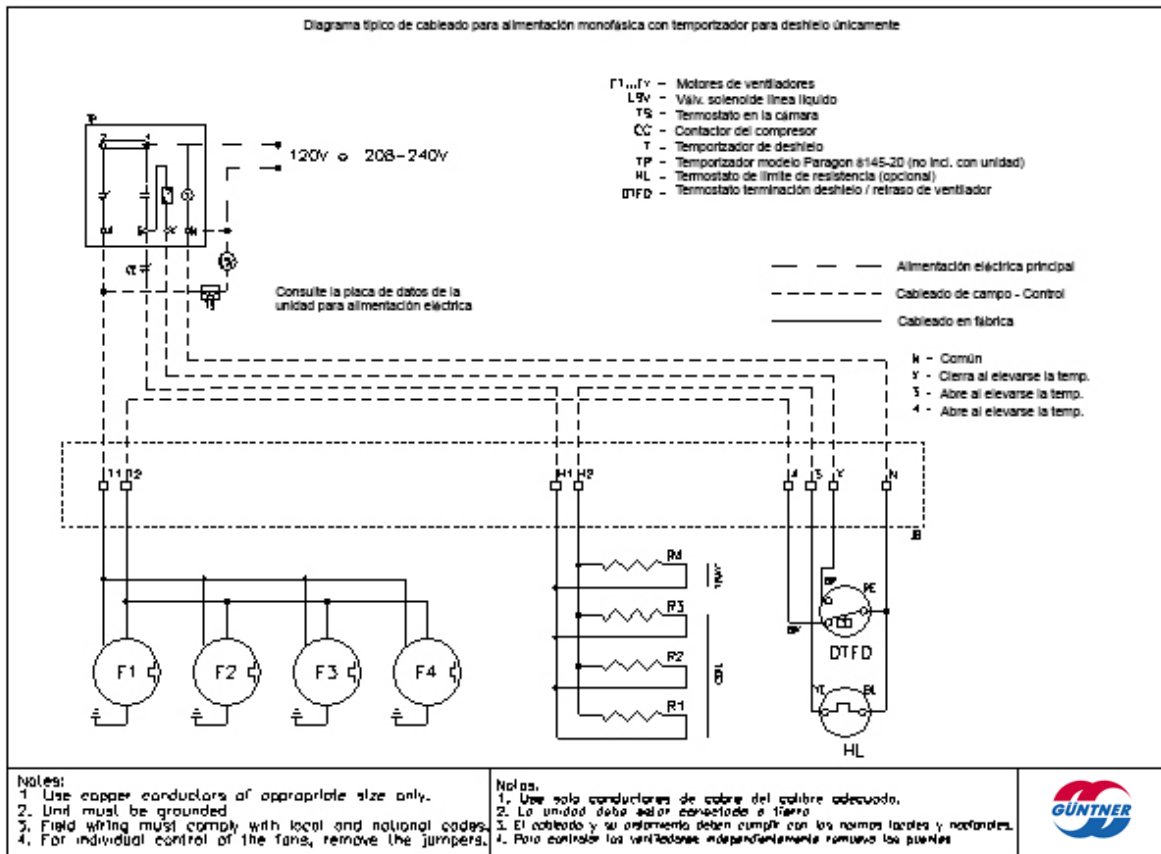 Diagrama típico de cableado para alimentación monofásica con temporizador para deshielo únicamente
Motores de ventiladores
LSV - Valv. solenoide linea liquido
TS - Termostato en la cámara
CC - Contactor del compresor
T - Temporizador de deshielo
TP - Temporizador modelo Paragon 8145-20 (no incl. con unidad)
HL - Termostato de limite de resistencia (opcional)
DTFD - Termostato terminación deshielo / retraso de ventilador
TP
120V o 208-240V
4
N
Consulte la placa de datos de la
unidad para alimentación eléctrica
TS
Alimentación eléctrica principal
Cableado de campo - Control
Cableado en fábrica
N - Común
Y - Cierra al elevarse la temp.
3 - Abre al elevarse la temp.
4 - Abre al elevarse la temp.
T1 T2 H1 H2 4 3 Y N
JB
R4
R3
R2
R1
DTFD
F1 F2 F3 F4
HL
Notes:
1. Use copper conductors of appropriate size only.
2. Unit must be grounded
3. Field wiring must comply with local and national codes.
4. For individual control of the fans, remove the jumpers.
Notas.
1. Use solo conductores de cobre del calibre adecuado.
2. La unidad debe estar conectada a tierra
3. El cableado y su aislamiento deben cumplir con las normas locales y nacionales.
4. Para controlar los ventiladores independientemente remueva los puentes
GÜNTNER